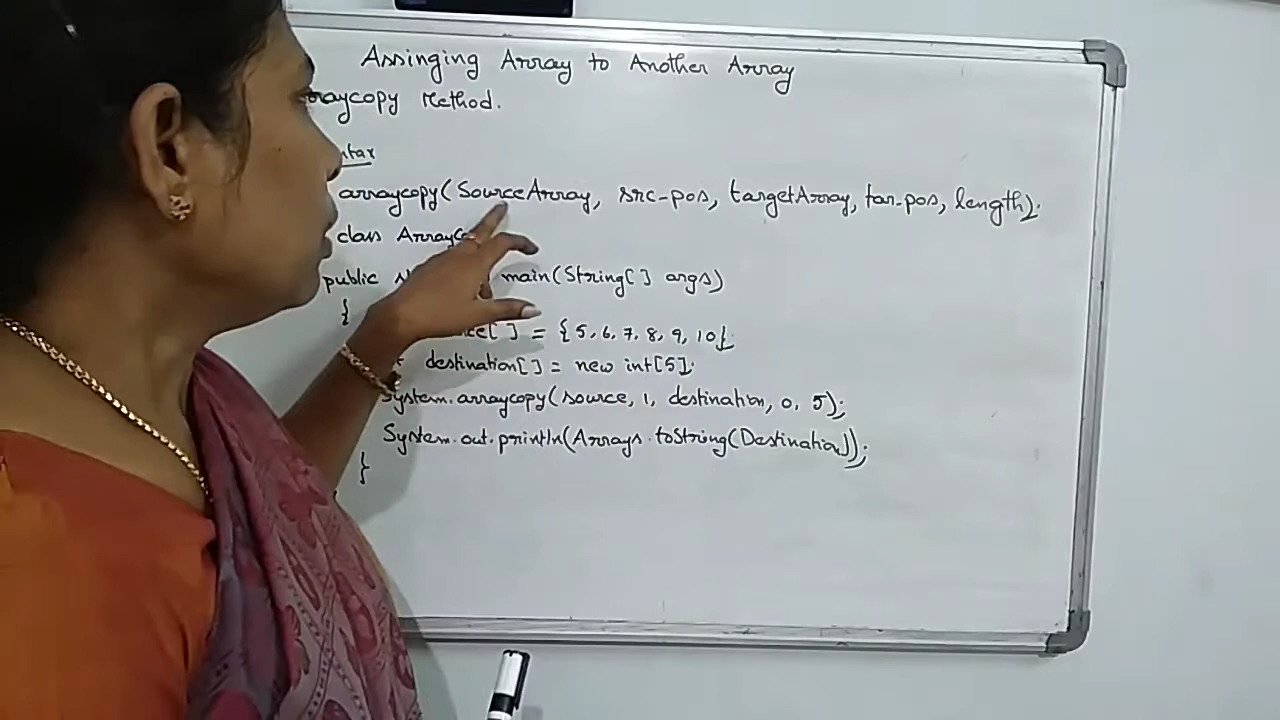 Assinging Array to Another Array
raycopy Method.
ntax
arraycopy(SourceArray, src-pos, targetArray, tar-pos, length);
class ArrayC
public main(String[] args)
{
ce[] = {5, 6, 7, 8, 9, 10};
destination[] = new int[5];
System.arraycopy(source, 1, destination, 0, 5);
System.out.println(Arrays.toString(Destination));
}